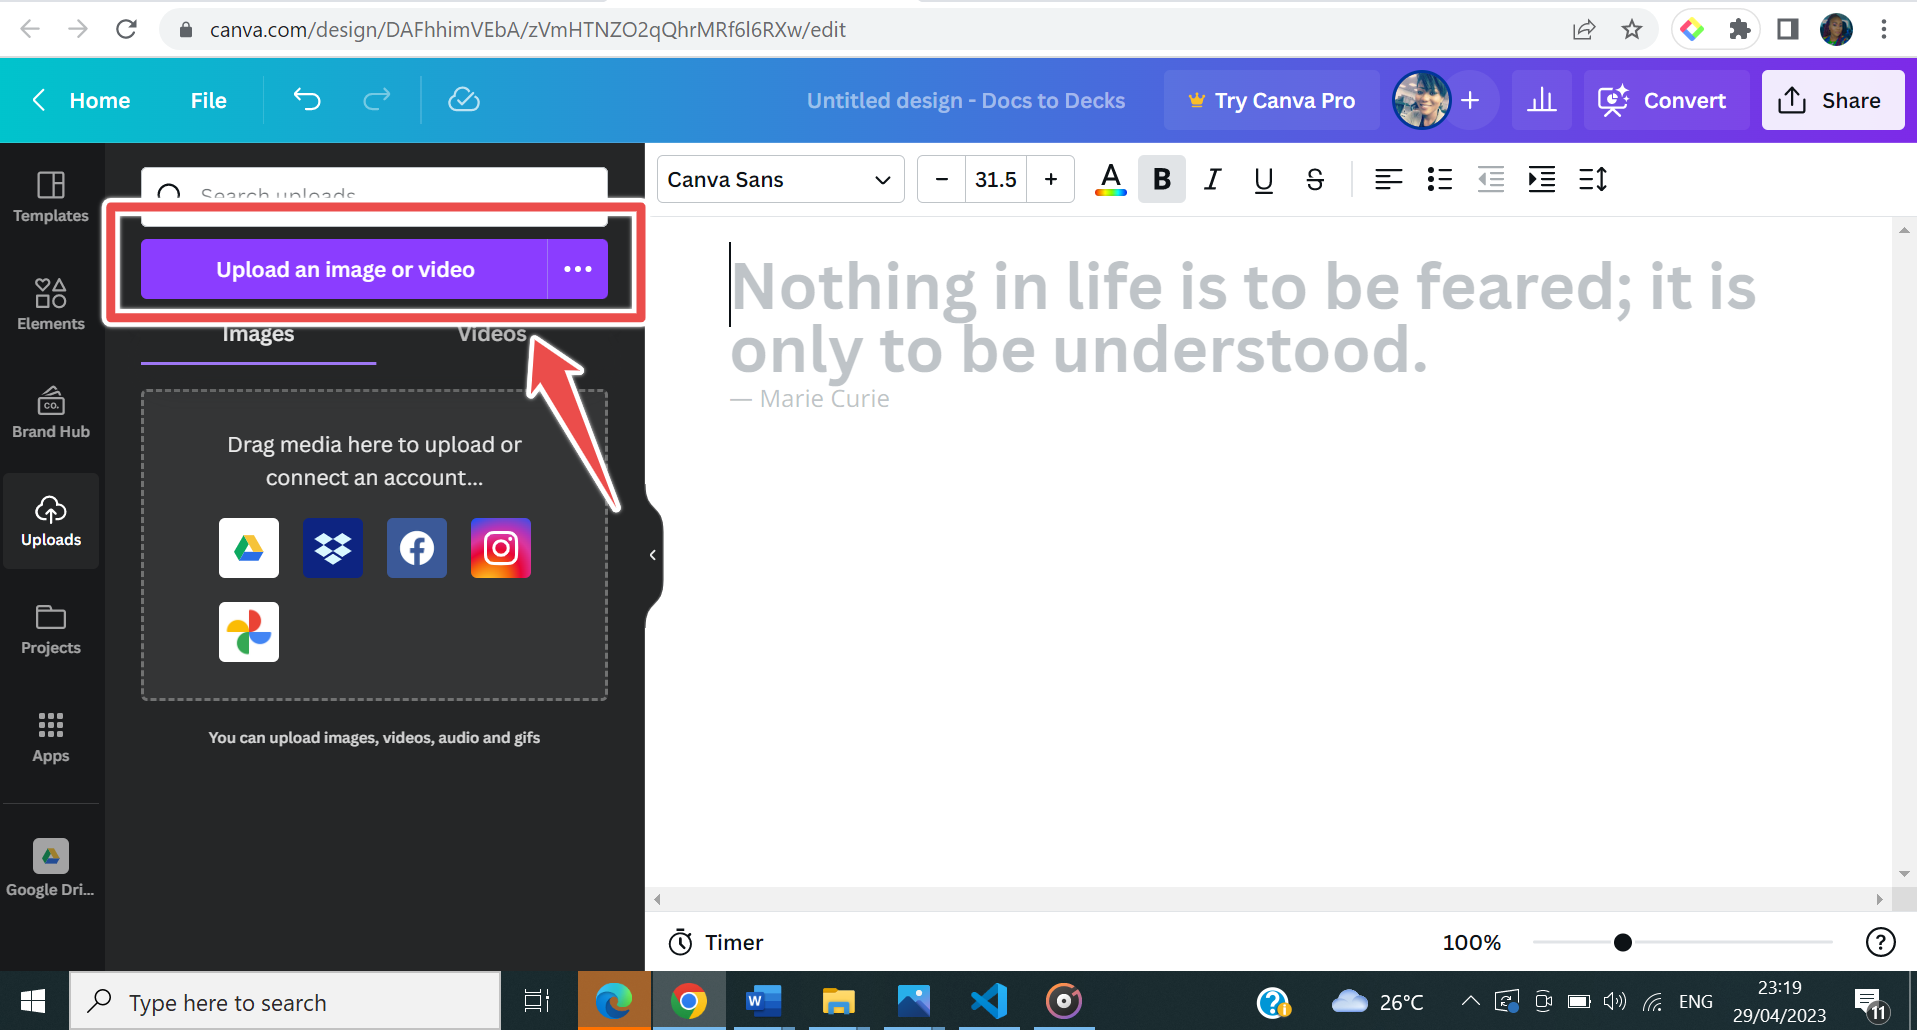 canva.com/design/DAFhhimVEbA/zVmHTNZO2qQhrMRf6l6RXw/edit
Home
File
Untitled design - Docs to Decks
Try Canva Pro
Convert
Share
Templates
Elements
Brand Hub
CO.
Uploads
Projects
Apps
Google Dri...
Search uploads
Upload an image or video
Images
Videos
Drag media here to upload or
connect an account...
You can upload images, videos, audio and gifs
Canva Sans
− 31.5 +
A B I U S
Nothing in life is to be feared; it is
only to be understood.
— Marie Curie
Timer
100%
?
Type here to search
26°C
ENG
23:19
29/04/2023
11